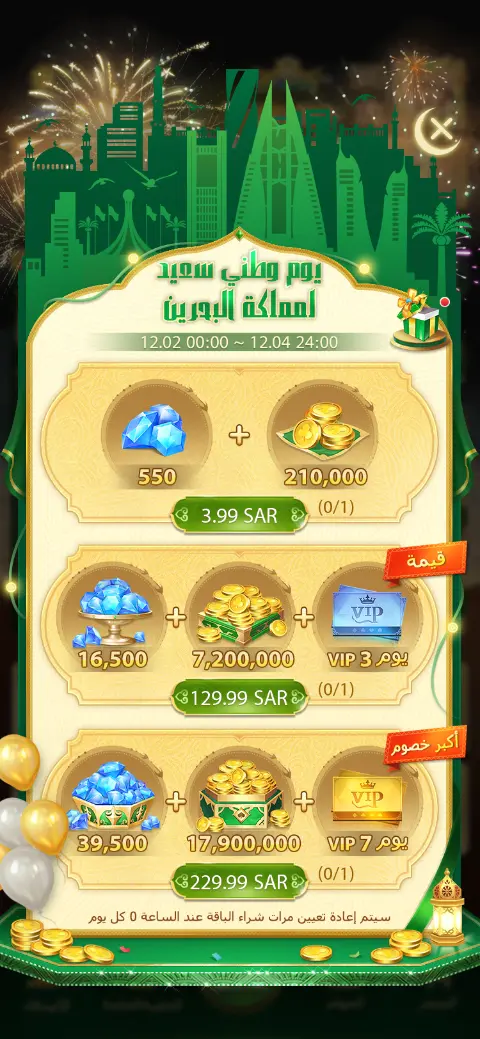 يوم وطني سعيد
لمملكة البحرين
12.02 00:00 ~ 12.04 24:00
550 + 210,000
3.99 SAR (0/1)
قيمة
16,500 + 7,200,000 + VIP 3 يوم
VIP
129.99 SAR (0/1)
أكبر خصوم
39,500 + 17,900,000 + VIP 7 يوم
VIP
229.99 SAR (0/1)
سيتم إعادة تعيين مرات شراء الباقة عند الساعة 0 كل يوم